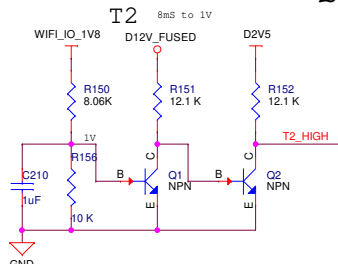 T2 8mS to 1V
WIFI_IO_1V8 D12V_FUSED D2V5
R150 R151 R152
8.06K 12.1 K 12.1 K
1V T2_HIGH
R156 C C
C210 B Q1 B Q2
NPN NPN
1uF E E
10 K
GND